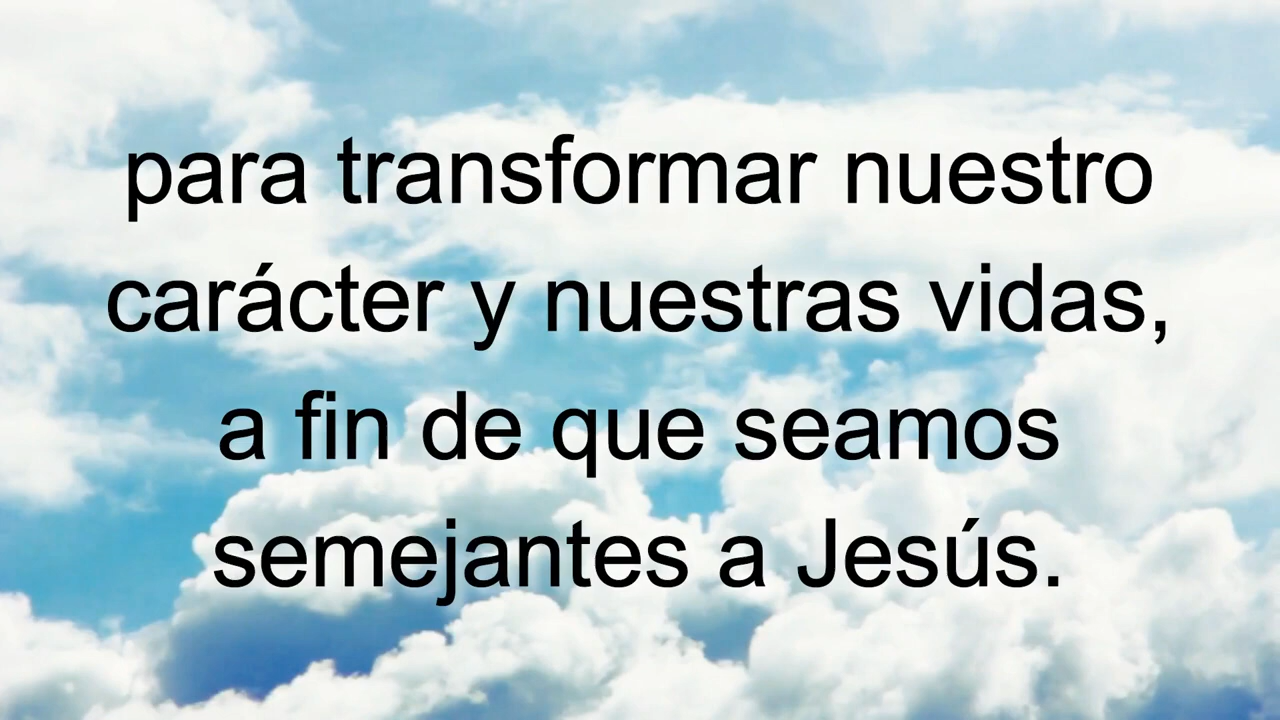 para transformar nuestro
carácter y nuestras vidas,
a fin de que seamos
semejantes a Jesús.